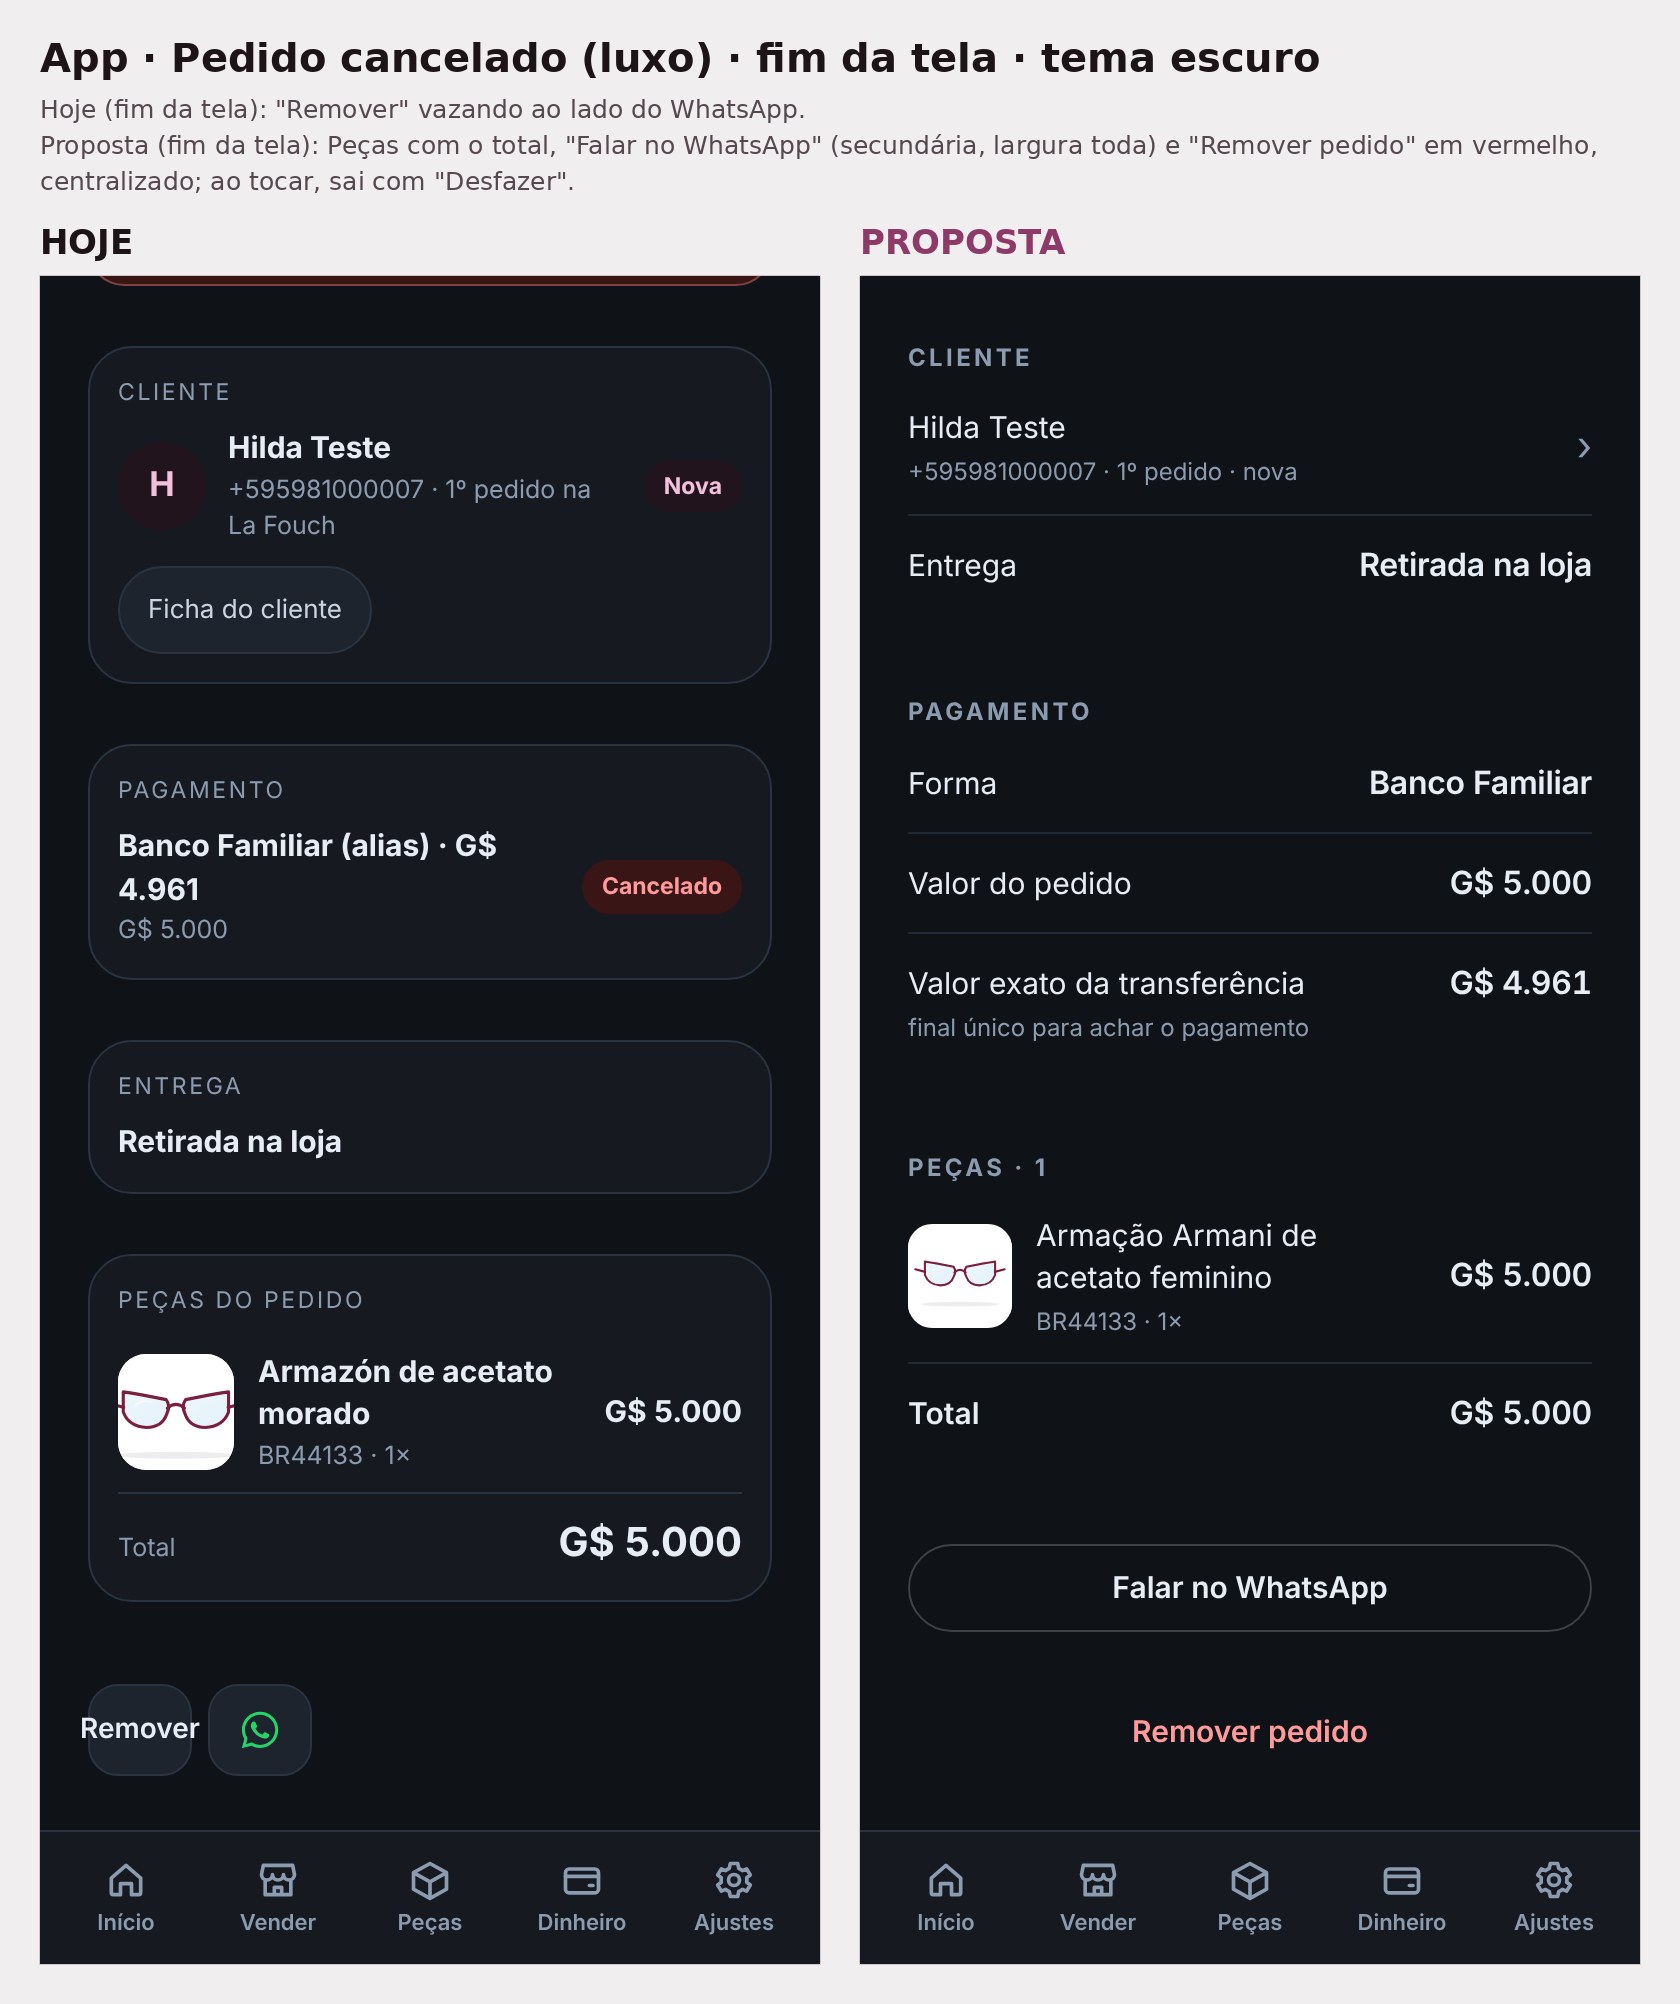 App · Pedido cancelado (luxo) · fim da tela · tema escuro
Hoje (fim da tela): "Remover" vazando ao lado do WhatsApp.
Proposta (fim da tela): Peças com o total, "Falar no WhatsApp" (secundária, largura toda) e "Remover pedido" em vermelho,
centralizado; ao tocar, sai com "Desfazer".
HOJE
CLIENTE
H
Hilda Teste
+595981000007 · 1º pedido na
La Fouch
Nova
Ficha do cliente
PAGAMENTO
Banco Familiar (alias) · G$
4.961
G$ 5.000
Cancelado
ENTREGA
Retirada na loja
PEÇAS DO PEDIDO
Armazón de acetato
morado
BR44133 · 1×
G$ 5.000
Total
G$ 5.000
Remover
Início
Vender
Peças
Dinheiro
Ajustes
PROPOSTA
CLIENTE
Hilda Teste
+595981000007 · 1º pedido · nova
›
Entrega
Retirada na loja
PAGAMENTO
Forma
Banco Familiar
Valor do pedido
G$ 5.000
Valor exato da transferência
G$ 4.961
final único para achar o pagamento
PEÇAS · 1
Armação Armani de
acetato feminino
BR44133 · 1×
G$ 5.000
Total
G$ 5.000
Falar no WhatsApp
Remover pedido
Início
Vender
Peças
Dinheiro
Ajustes